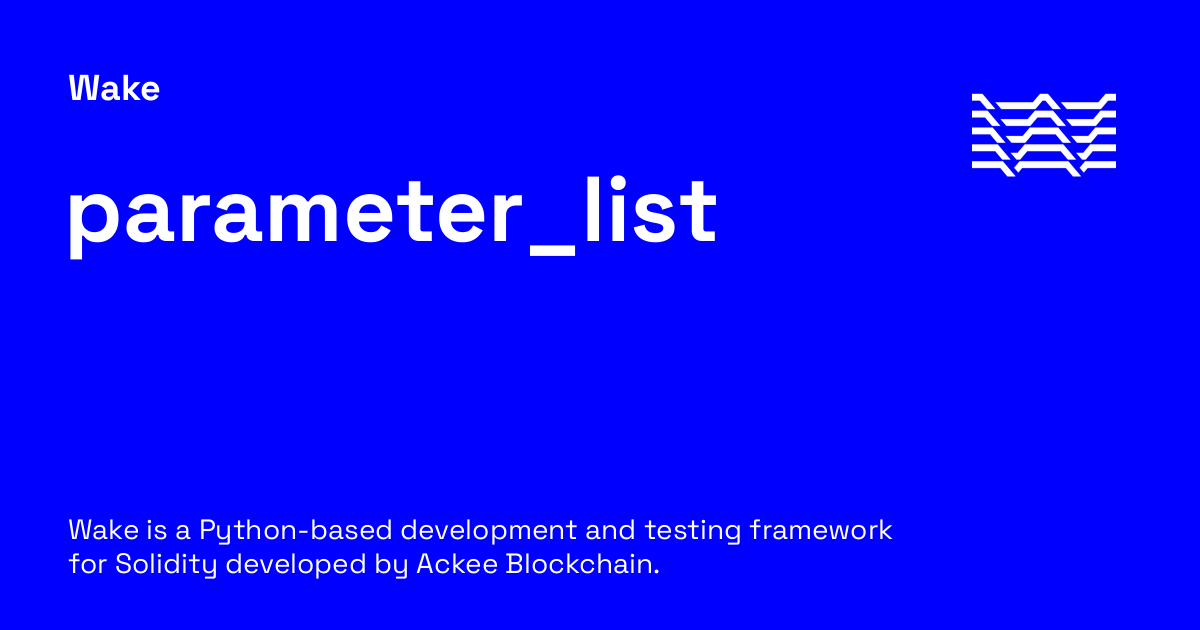 Wake
parameter_list
Wake is a Python-based development and testing framework
for Solidity developed by Ackee Blockchain.